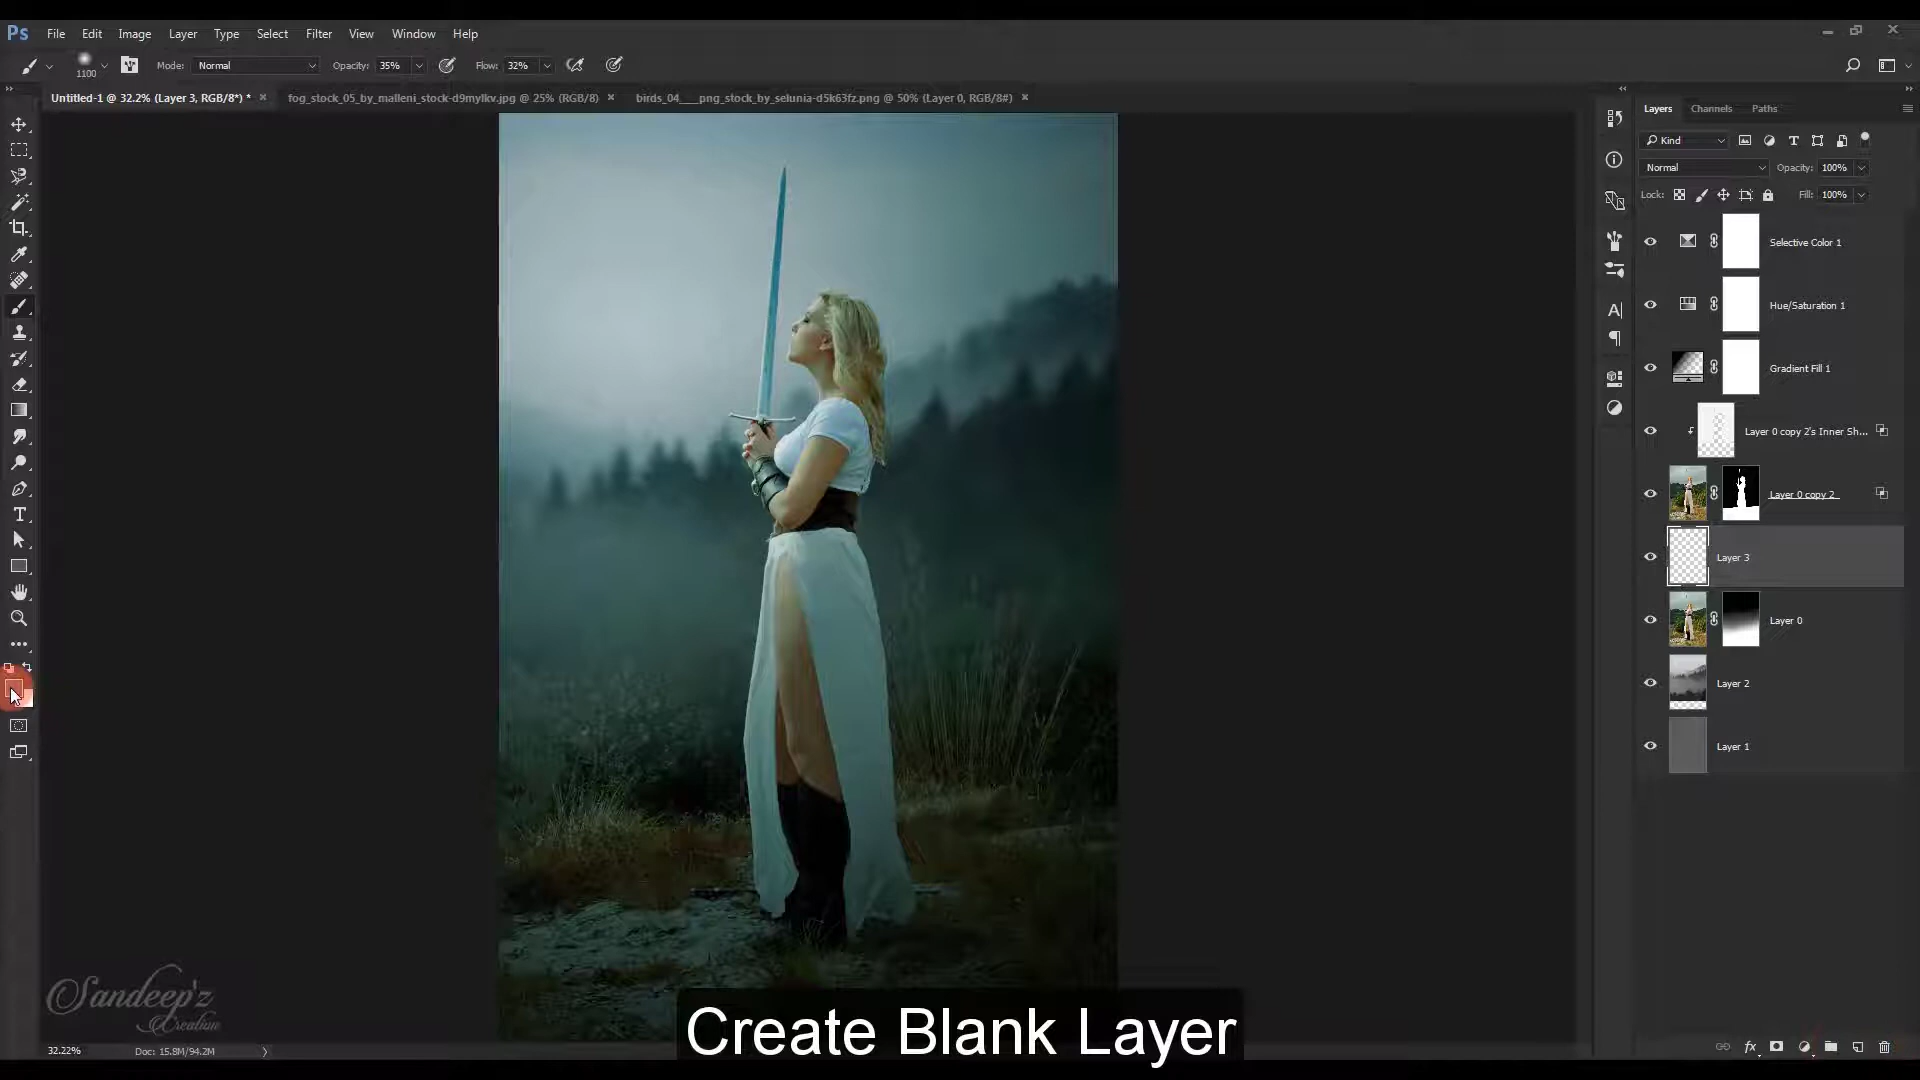 Ps File Edit Image Layer Type Select Filter View Window Help
1100 Mode: Normal Opacity: 35% Flow: 32%
Untitled-1 @ 32.2% (Layer 3, RGB/8*) * × fog_stock_05_by_malleni_stock-d9mylkv.jpg @ 25% (RGB/8) × birds_04___png_stock_by_selunia-d5k63fz.png @ 50% (Layer 0, RGB/8#) ×
Layers Channels Paths
Kind
Normal Opacity: 100%
Lock: Fill: 100%
Selective Color 1
Hue/Saturation 1
Gradient Fill 1
Layer 0 copy 2's Inner Sh...
Layer 0 copy 2
Layer 3
Layer 0
Layer 2
Layer 1
Sandeep'z
Creation
Create Blank Layer
32.22% Doc: 15.8M/94.2M